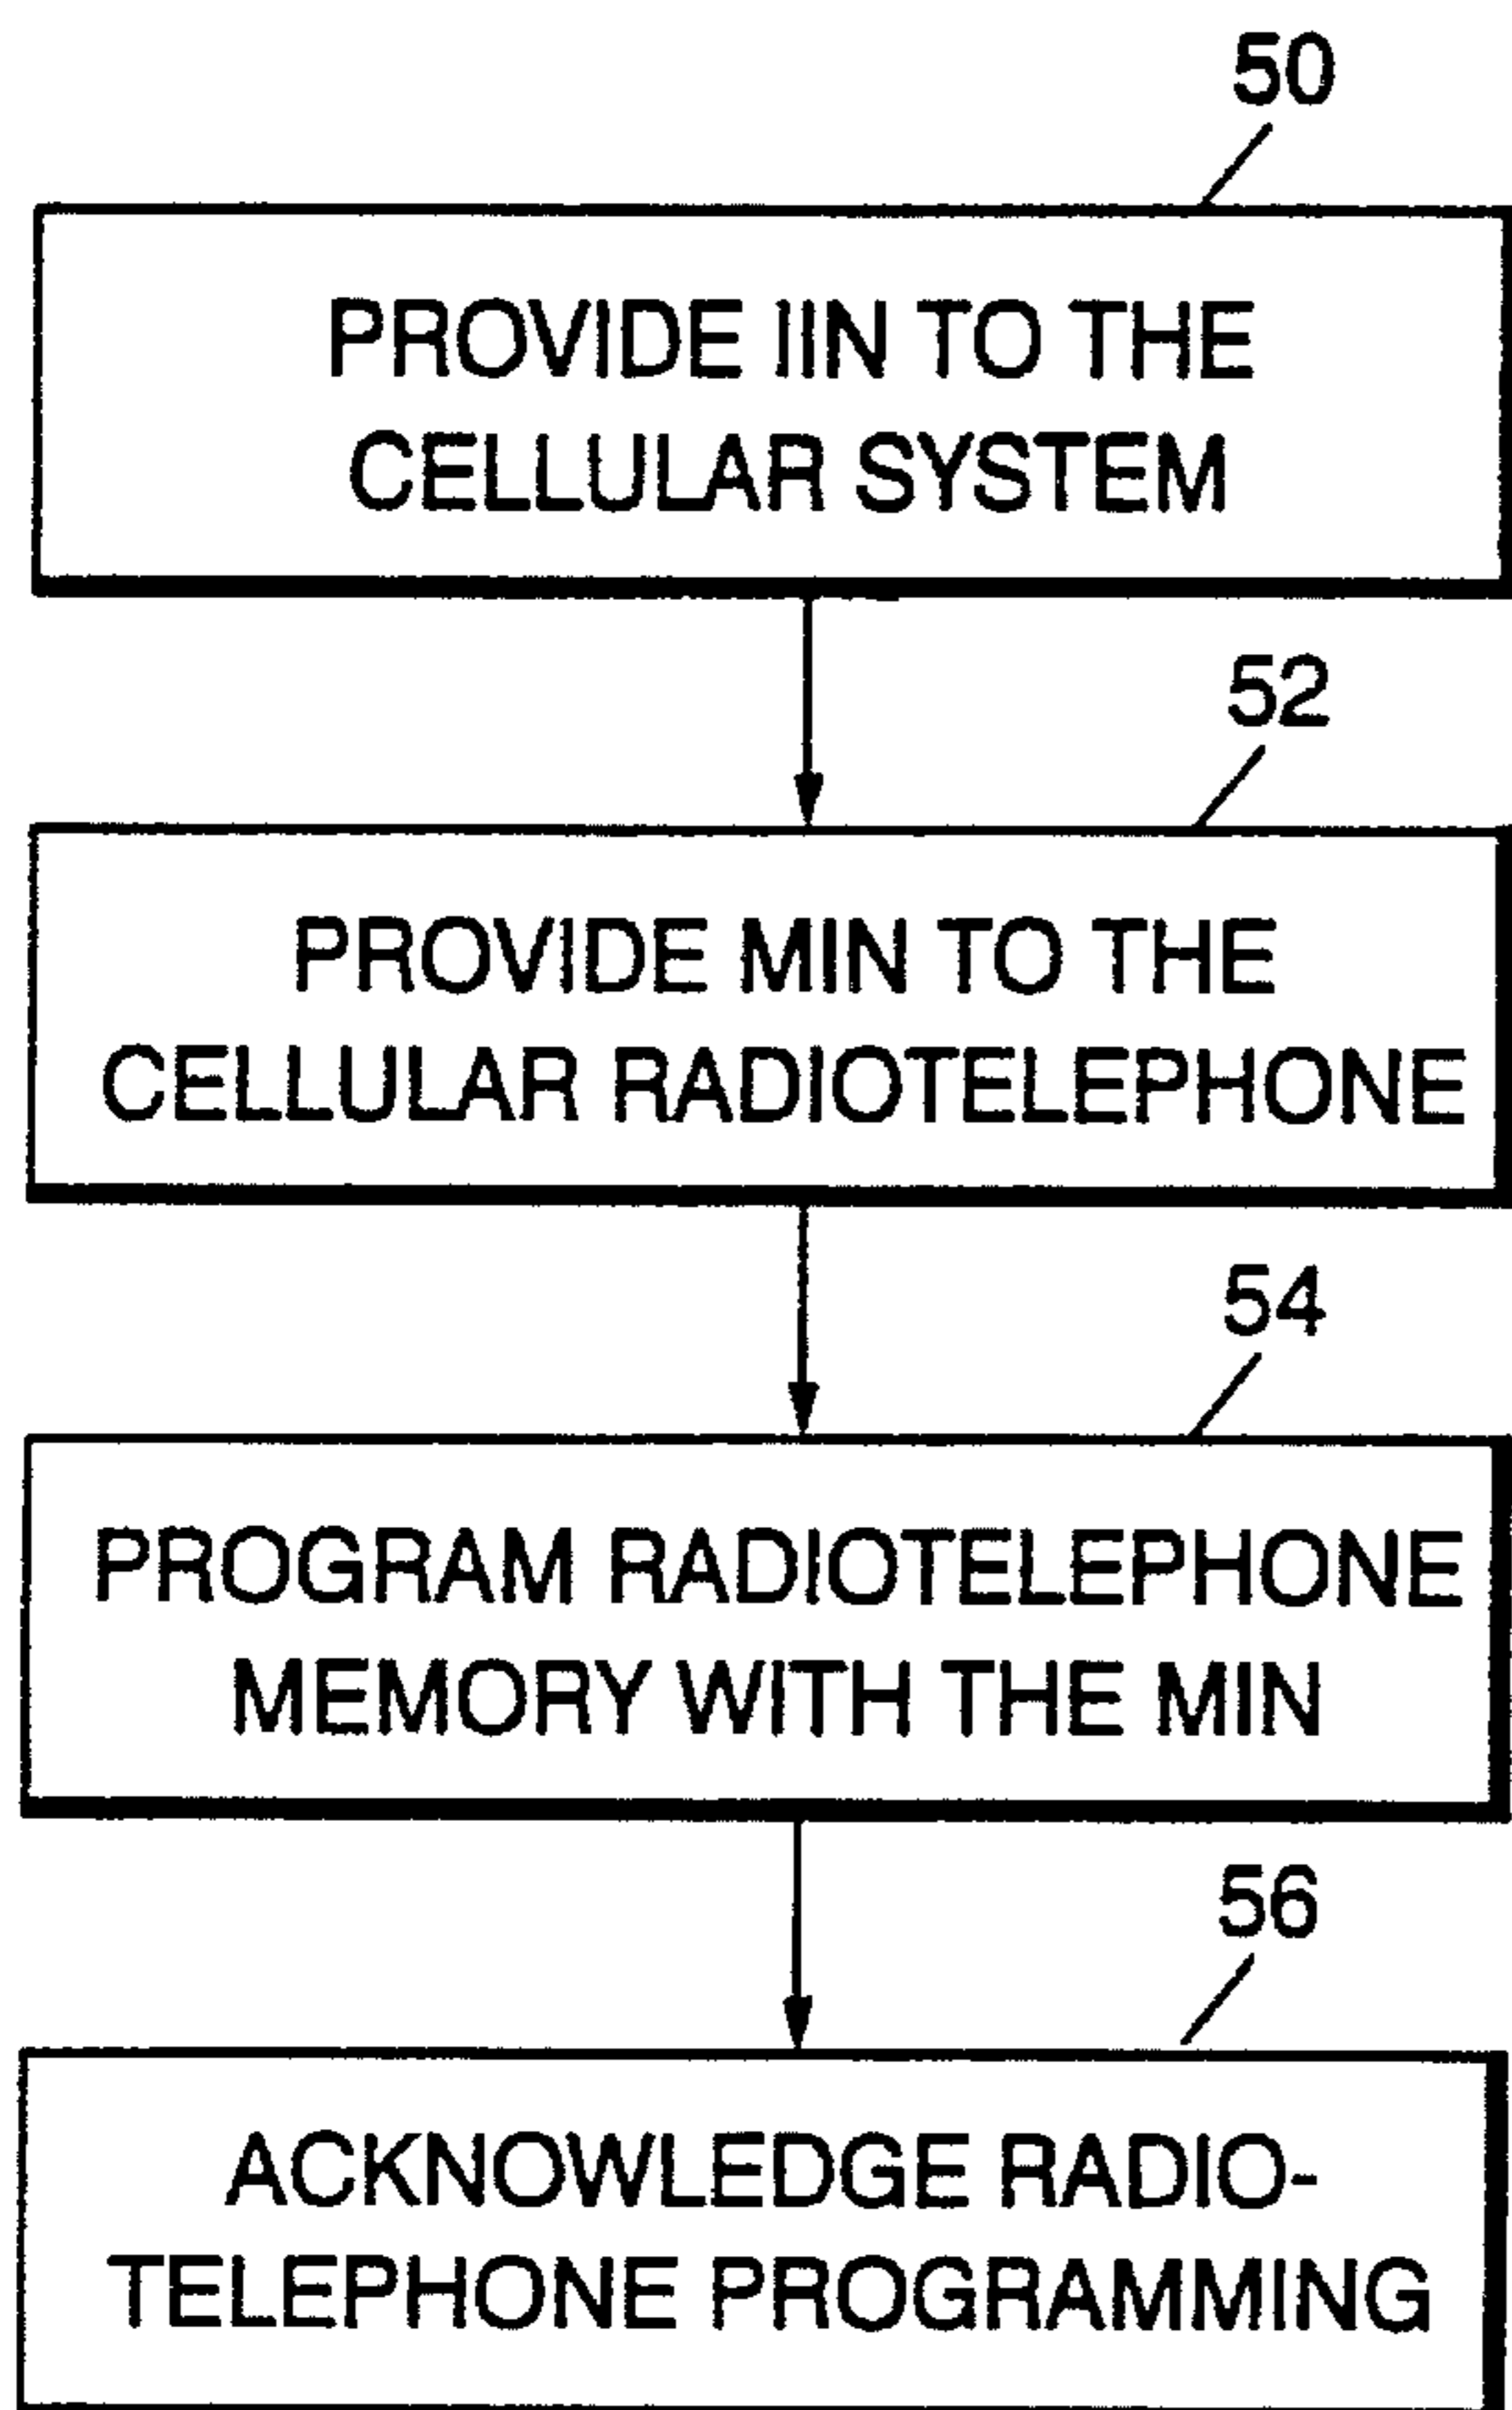 50
PROVIDE IIN TO THE
CELLULAR SYSTEM
52
PROVIDE MIN TO THE
CELLULAR RADIOTELEPHONE
54
PROGRAM RADIOTELEPHONE
MEMORY WITH THE MIN
56
ACKNOWLEDGE RADIO-
TELEPHONE PROGRAMMING